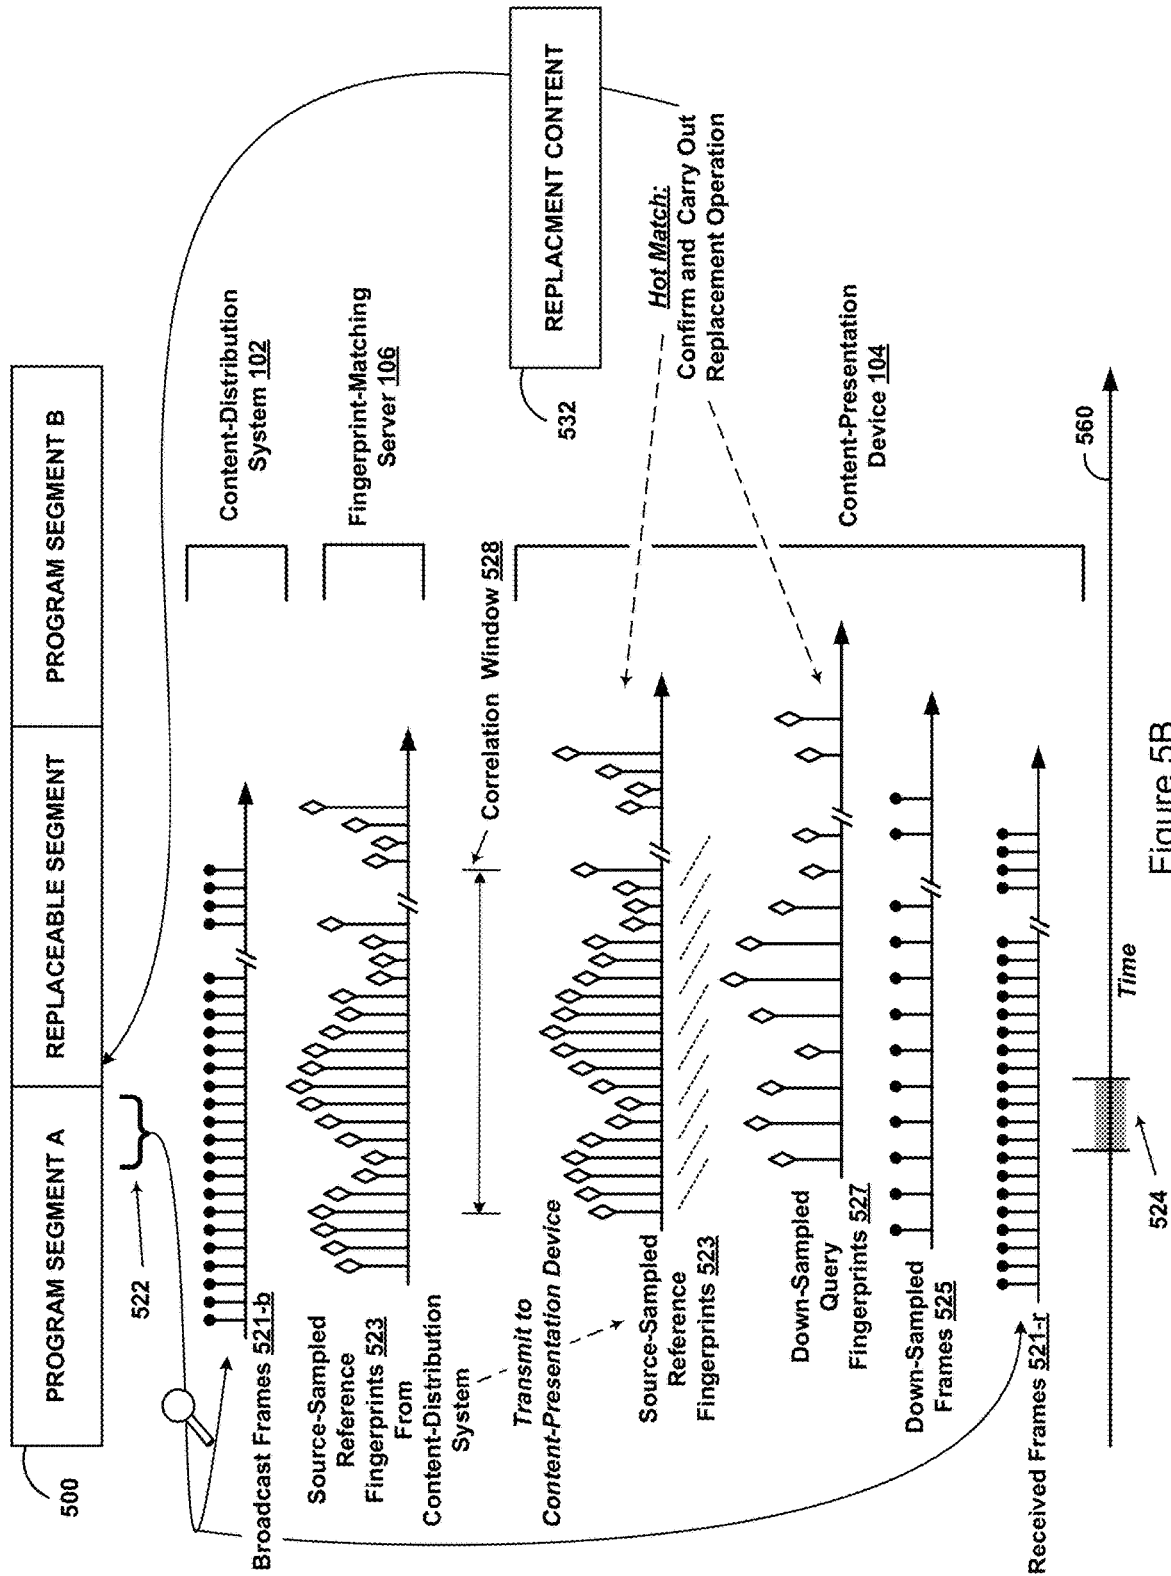 500
PROGRAM SEGMENT A
REPLACEABLE SEGMENT
PROGRAM SEGMENT B
522
Broadcast Frames 521-b
Content-Distribution
System 102
Source-Sampled
Reference
Fingerprints 523
From
Content-Distribution
System
Fingerprint-Matching
Server 106
Correlation Window 528
532
REPLACMENT CONTENT
Transmit to
Content-Presentation Device
Source-Sampled
Reference
Fingerprints 523
Hot Match:
Confirm and Carry Out
Replacement Operation
Down-Sampled
Query
Fingerprints 527
Down-Sampled
Frames 525
Content-Presentation
Device 104
Received Frames 521-r
524
Time
560
Figure 5B